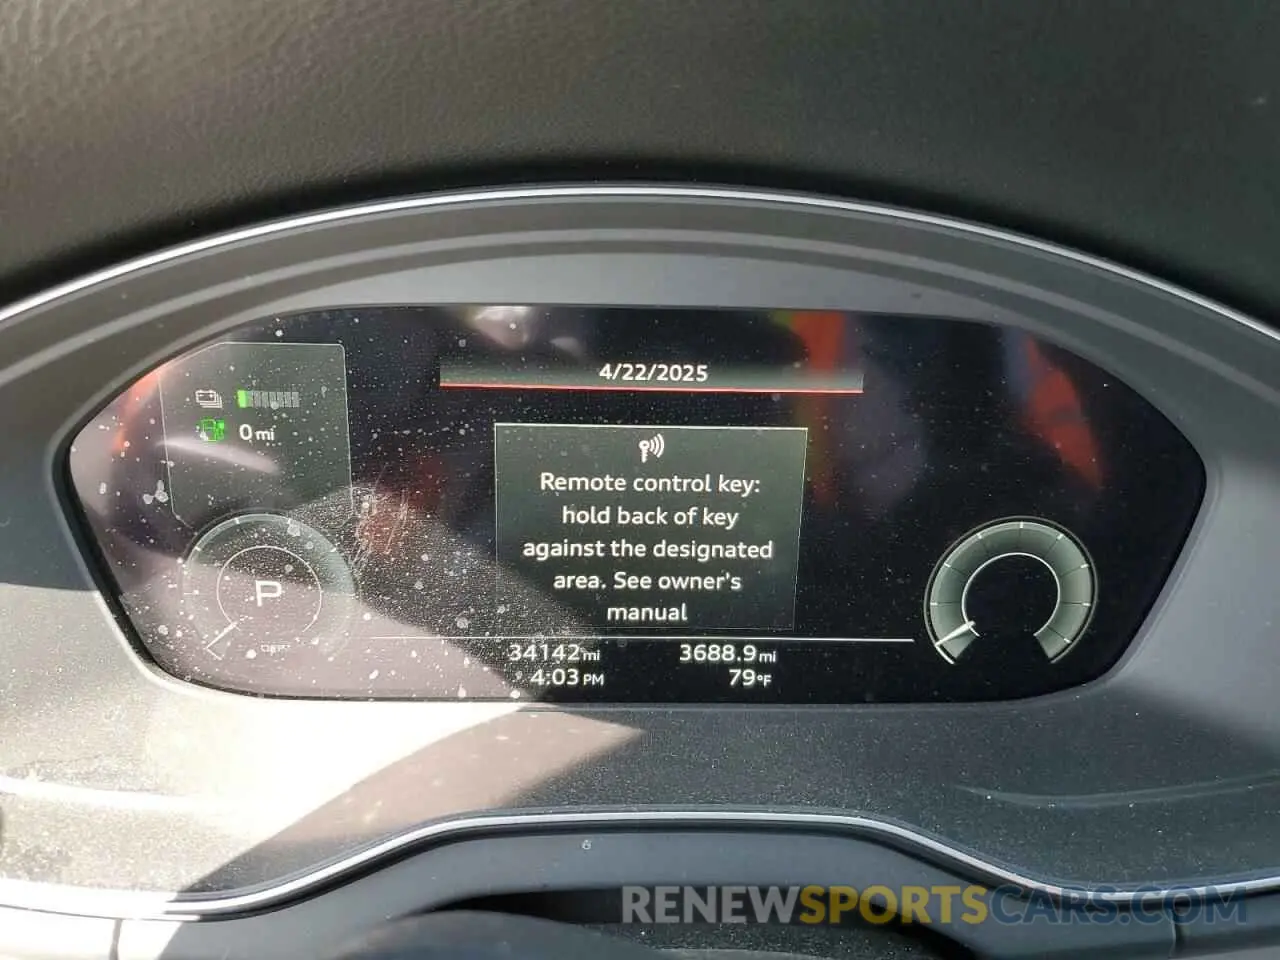 4/22/2025
0 mi
Remote control key:
hold back of key
against the designated
area. See owner's
manual
P
34142 mi 3688.9 mi
4:03 PM 79°F
RENEWSPORTSCARS.COM